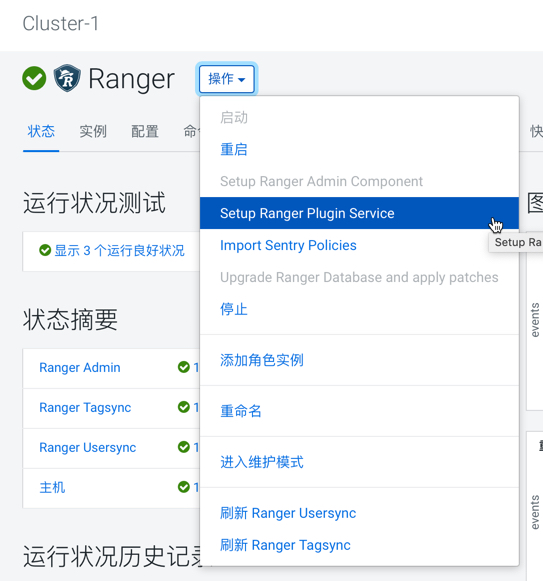 Cluster-1
Ranger
操作
状态 实例 配置
启动
重启
Setup Ranger Admin Component
Setup Ranger Plugin Service
Import Sentry Policies
Upgrade Ranger Database and apply patches
停止
添加角色实例
重命名
进入维护模式
刷新 Ranger Usersync
刷新 Ranger Tagsync
运行状况测试
显示 3 个运行良好状况
状态摘要
Ranger Admin 1
Ranger Tagsync 1
Ranger Usersync 1
主机 1
运行状况历史记录
Setup Ra
快
图
events
events